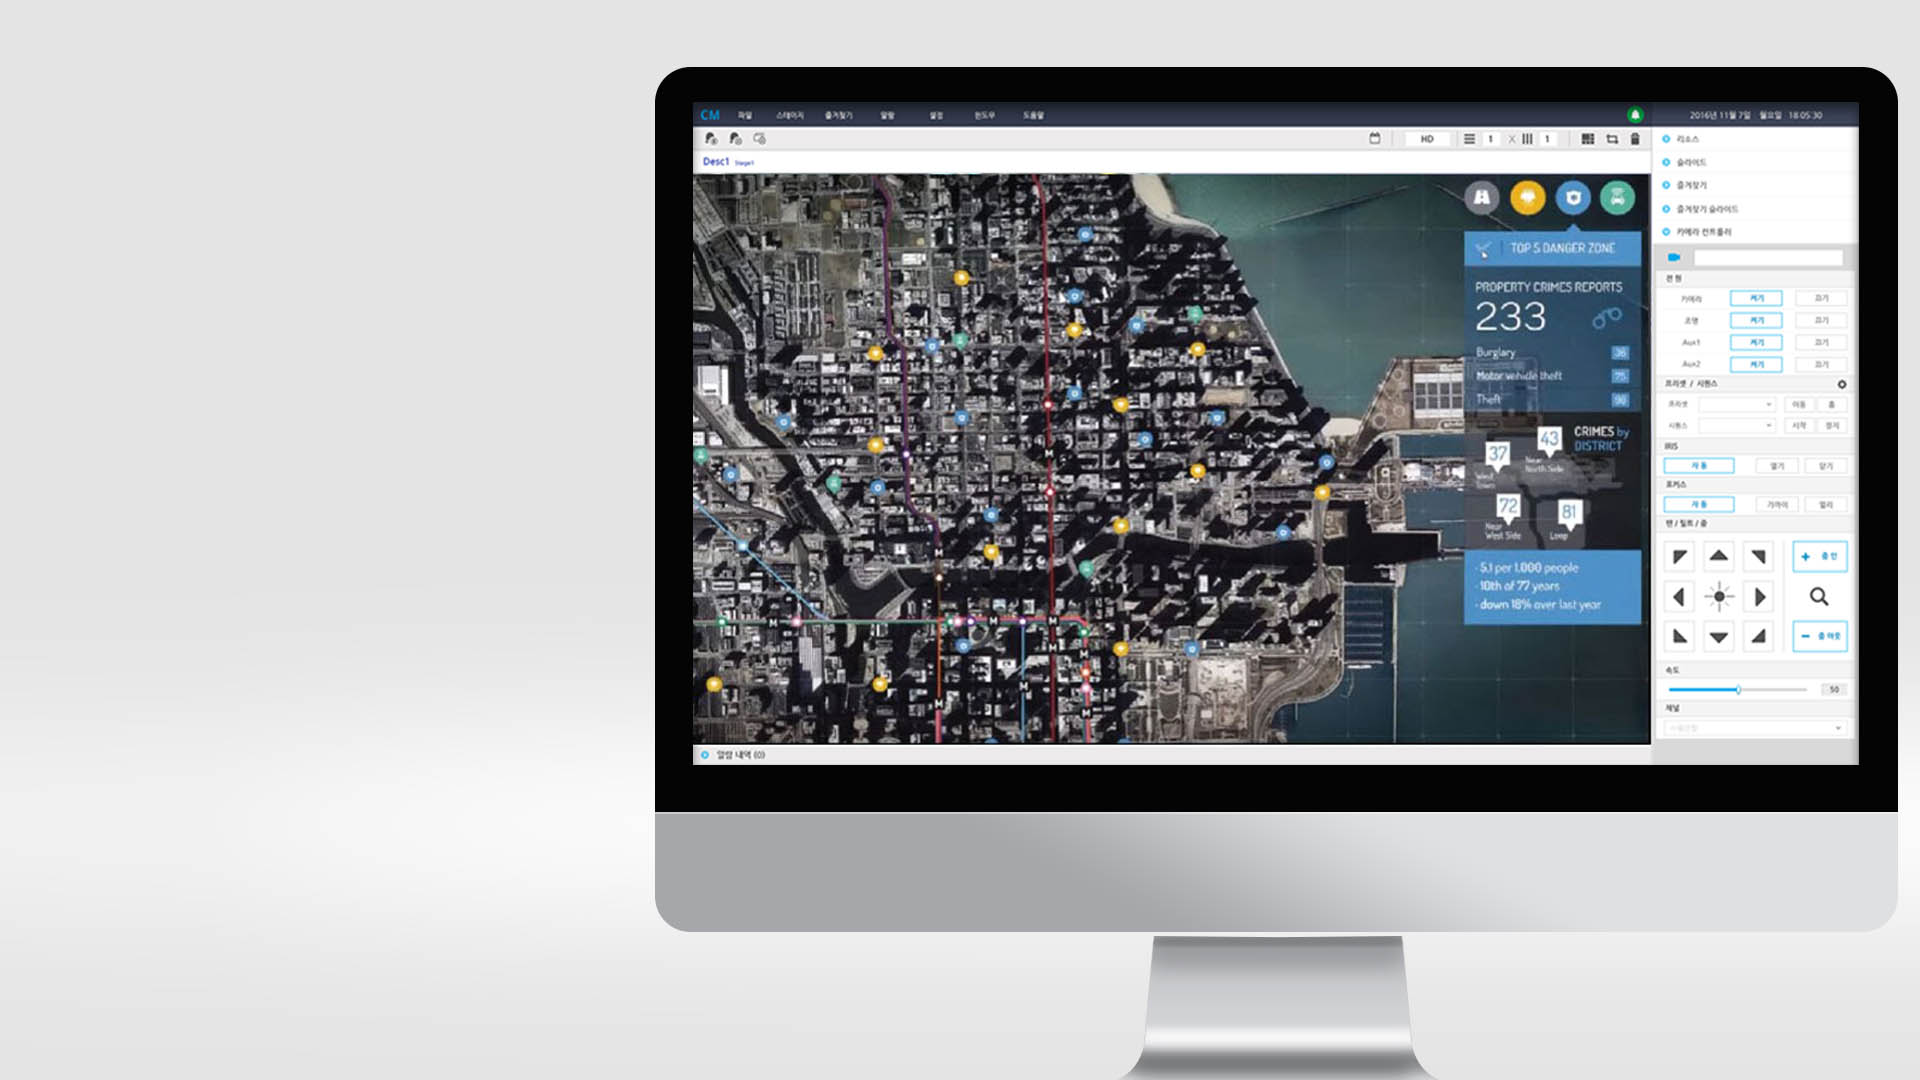 CM 파일 스테이지 즐겨찾기 알람 설정 윈도우 도움말 2016년 11월 7일 월요일 18:05:30
HD 1 X 1
Desc1 Stage1
TOP 5 DANGER ZONE
PROPERTY CRIMES REPORTS
233
Burglary 36
Motor vehicle theft 75
Theft 90
CRIMES by
DISTRICT
43
Near
North Side
37
West
Town
72
Near
West Side
81
Loop
- 5.1 per 1,000 people
- 10th of 77 years
- down 18% over last year
M
M
M
M
M
M
M
M
M
M
알람 내역 (0)
리소스
슬라이드
즐겨찾기
즐겨찾기 슬라이드
카메라 컨트롤러
전원
카메라 켜기 끄기
조명 켜기 끄기
Aux1 켜기 끄기
Aux2 켜기 끄기
프리셋 / 시퀀스
프리셋 이동 홈
시퀀스 시작 정지
IRIS
자동 열기 닫기
포커스
자동 가까이 멀리
팬 / 틸트 / 줌
+ 줌 인
− 줌 아웃
속도
50
채널